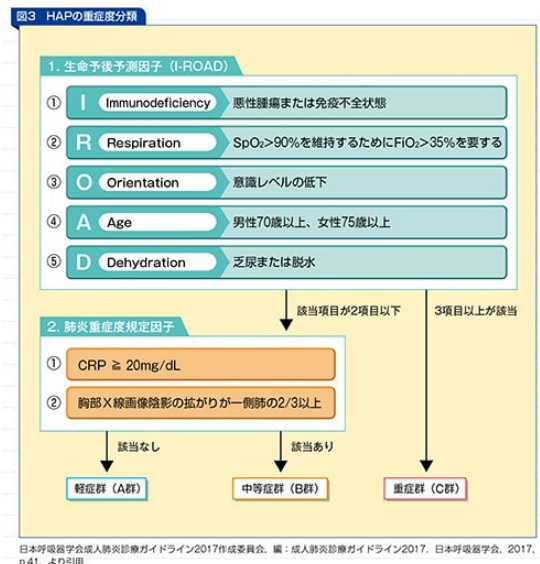 図3 HAPの重症度分類
1. 生命予後予測因子（I-ROAD）
① I Immunodeficiency 悪性腫瘍または免疫不全状態
② R Respiration SpO₂>90%を維持するためにFiO₂>35%を要する
③ O Orientation 意識レベルの低下
④ A Age 男性70歳以上、女性75歳以上
⑤ D Dehydration 乏尿または脱水
該当項目が2項目以下 3項目以上が該当
2. 肺炎重症度規定因子
① CRP ≧ 20mg/dL
② 胸部X線画像陰影の拡がりが一側肺の2/3以上
該当なし 該当あり
軽症群（A群） 中等症群（B群） 重症群（C群）
日本呼吸器学会成人肺炎診療ガイドライン2017作成委員会，編：成人肺炎診療ガイドライン2017．日本呼吸器学会，2017，
p.41．より引用